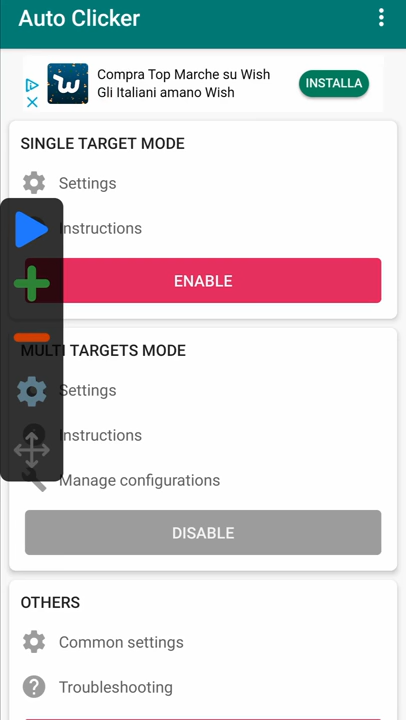 Auto Clicker
Compra Top Marche su Wish
Gli Italiani amano Wish
INSTALLA
SINGLE TARGET MODE
Settings
Instructions
ENABLE
MULTI TARGETS MODE
Settings
Instructions
Manage configurations
DISABLE
OTHERS
Common settings
Troubleshooting